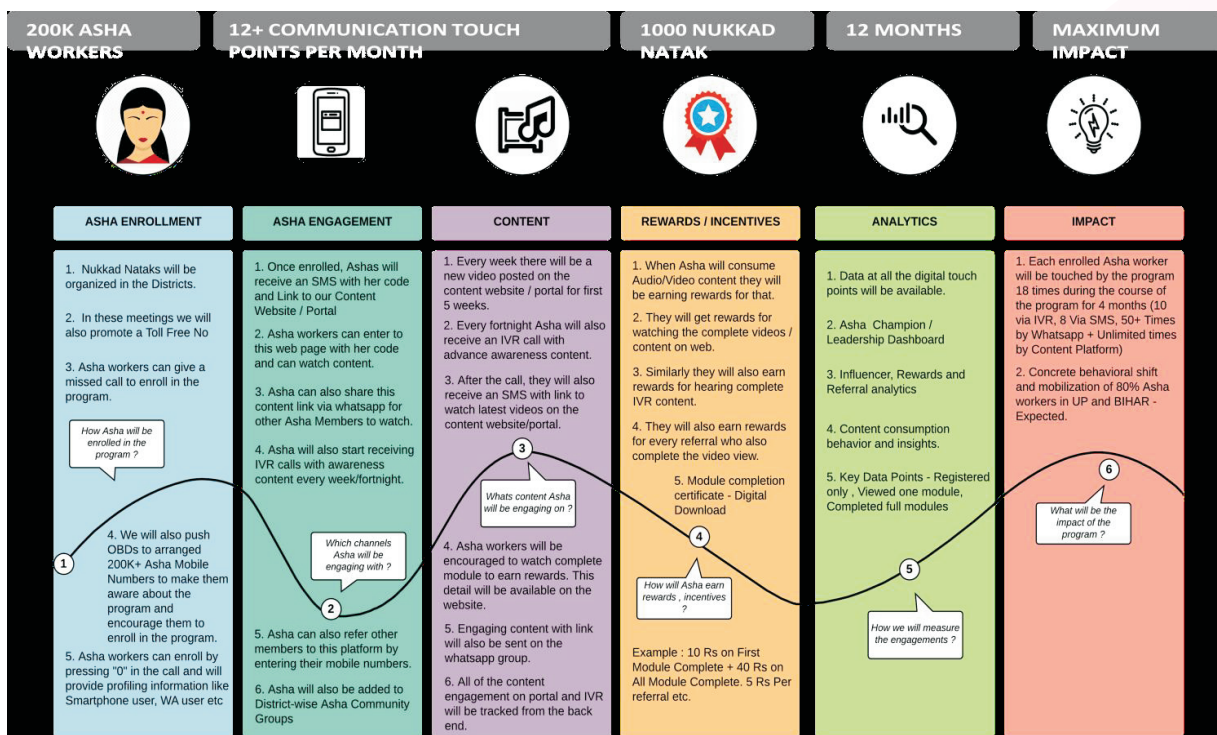 200K ASHA
WORKERS
12+ COMMUNICATION TOUCH
POINTS PER MONTH
1000 NUKKAD
NATAK
12 MONTHS
MAXIMUM
IMPACT
ASHA ENROLLMENT
1. Nukkad Nataks will be
organized in the Districts.
2. In these meetings we will
also promote a Toll Free No
3. Asha workers can give a
missed call to enroll in the
program.
How Asha will be
enrolled in the
program ?
1
4. We will also push
OBDs to arranged
200K+ Asha Mobile
Numbers to make them
aware about the
program and
encourage them to
enroll in the program.
5. Asha workers can enroll by
pressing "0" in the call and will
provide profiling information like
Smartphone user, WA user etc
ASHA ENGAGEMENT
1. Once enrolled, Ashas will
receive an SMS with her code
and Link to our Content
Website / Portal
2. Asha workers can enter to
this web page with her code
and can watch content.
3. Asha can also share this
content link via whatsapp for
other Asha Members to watch.
4. Asha will also start receiving
IVR calls with awareness
content every week/fortnight.
Which channels
Asha will be
engaging with ?
2
5. Asha can also refer other
members to this platform by
entering their mobile numbers.
6. Asha will also be added to
District-wise Asha Community
Groups
CONTENT
1. Every week there will be a
new video posted on the
content website / portal for first
5 weeks.
2. Every fortnight Asha will also
receive an IVR call with
advance awareness content.
3. After the call, they will also
receive an SMS with link to
watch latest videos on the
content website/portal.
3
Whats content Asha
will be engaging on ?
4. Asha workers will be
encouraged to watch complete
module to earn rewards. This
detail will be available on the
website.
5. Engaging content with link
will also be sent on the
whatsapp group.
6. All of the content
engagement on portal and IVR
will be tracked from the back
end.
REWARDS / INCENTIVES
1. When Asha will consume
Audio/Video content they will
be earning rewards for that.
2. They will get rewards for
watching the complete videos /
content on web.
3. Similarly they will also earn
rewards for hearing complete
IVR content.
4. They will also earn rewards
for every referral who also
complete the video view.
5. Module completion
certificate - Digital
Download
4
How will Asha earn
rewards , incentives
?
Example : 10 Rs on First
Module Complete + 40 Rs on
All Module Complete. 5 Rs Per
referral etc.
ANALYTICS
1. Data at all the digital touch
points will be available.
2. Asha Champion /
Leadership Dashboard
3. Influencer, Rewards and
Referral analytics
4. Content consumption
behavior and insights.
5. Key Data Points - Registered
only , Viewed one module,
Completed full modules
5
How we will measure
the engagements ?
IMPACT
1. Each enrolled Asha worker
will be touched by the program
18 times during the course of
the program for 4 months (10
via IVR, 8 Via SMS, 50+ Times
by Whatsapp + Unlimited times
by Content Platform)
2. Concrete behavioral shift
and mobilization of 80% Asha
workers in UP and BIHAR -
Expected.
6
What will be the
impact of the
program ?